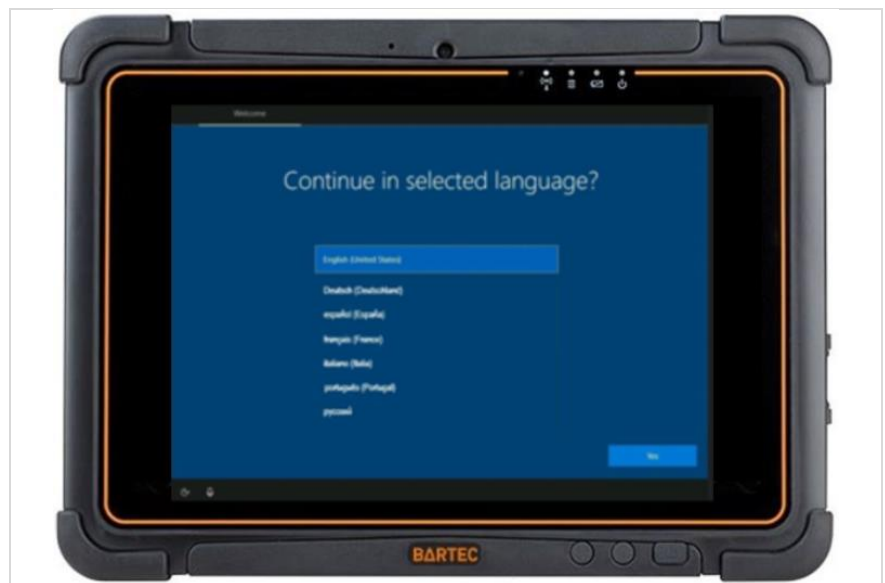 Welcome
Continue in selected language?
English (United States)
Deutsch (Deutschland)
español (España)
français (France)
italiano (Italia)
português (Portugal)
русский
Yes
BARTEC